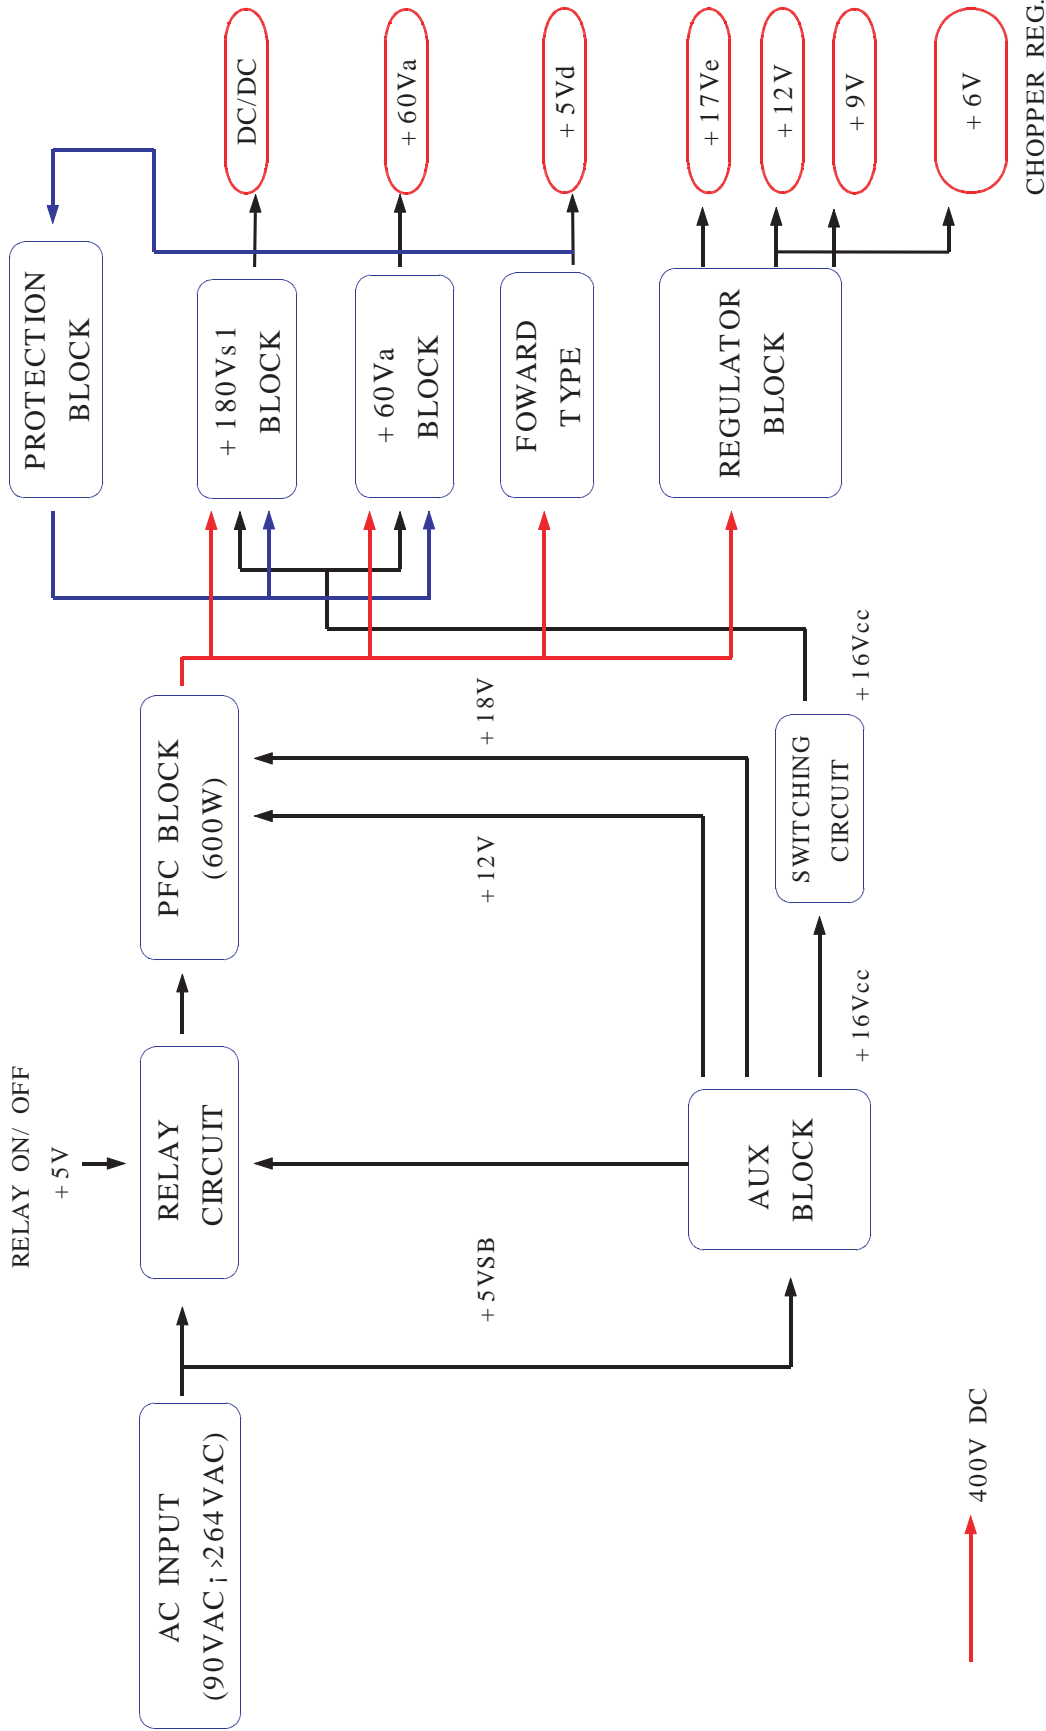 RELAY ON/ OFF
+5V
AC INPUT
(90VAC¡›264VAC)
RELAY
CIRCUIT
PFC BLOCK
(600W)
PROTECTION
BLOCK
+180Vs1
BLOCK
DC/DC
+60Va
BLOCK
+60Va
FOWARD
TYPE
+5Vd
+5VSB
+12V
+18V
AUX
BLOCK
+16Vcc
SWITCHING
CIRCUIT
+16Vcc
REGULATOR
BLOCK
+17Ve
+12V
+9V
+6V
CHOPPER REG.
400V DC